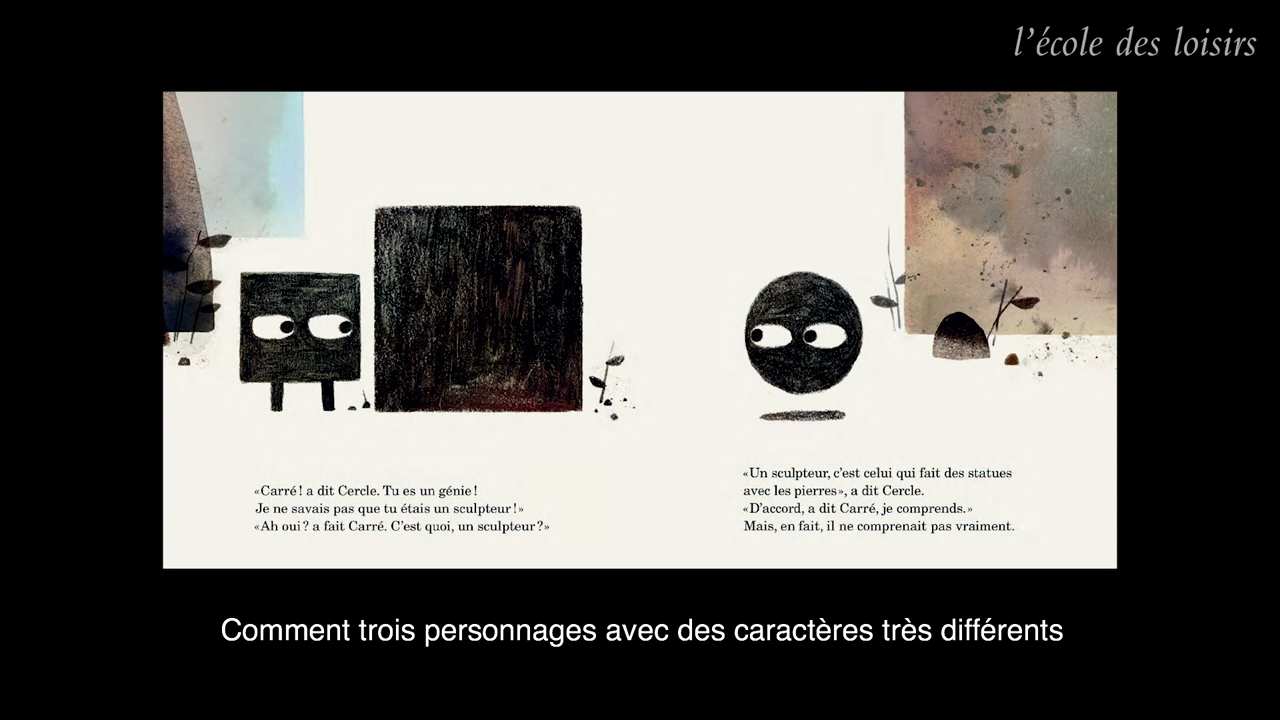 l'école des loisirs
«Carré! a dit Cercle. Tu es un génie!
Je ne savais pas que tu étais un sculpteur!»
«Ah oui? a fait Carré. C'est quoi, un sculpteur?»
«Un sculpteur, c'est celui qui fait des statues
avec les pierres», a dit Cercle.
«D'accord, a dit Carré, je comprends.»
Mais, en fait, il ne comprenait pas vraiment.
Comment trois personnages avec des caractères très différents